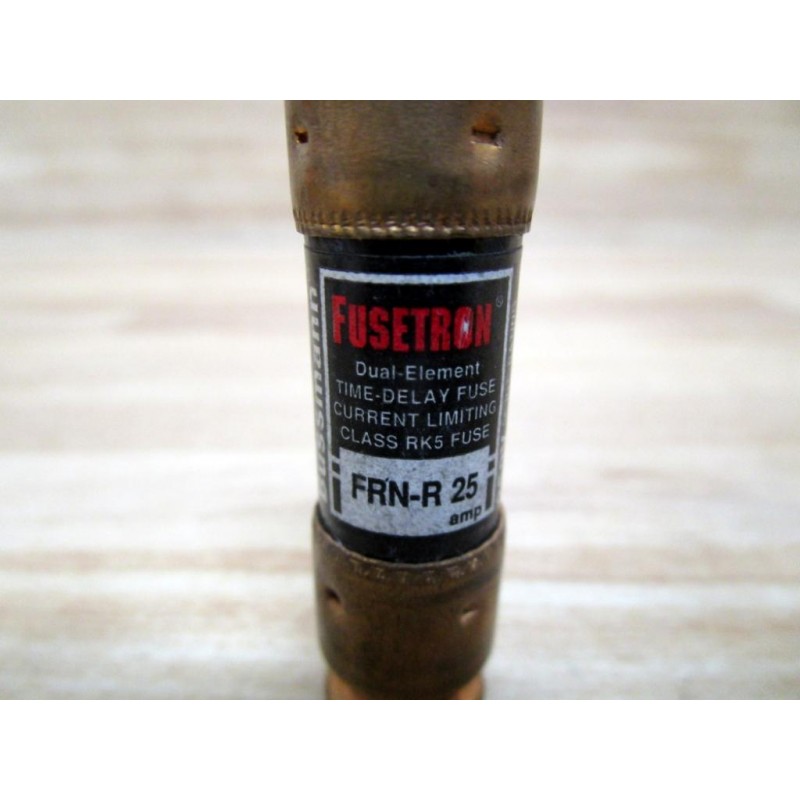 FUSETRON®
Dual-Element
TIME-DELAY FUSE
CURRENT LIMITING
CLASS RK5 FUSE
FRN-R 25
amp